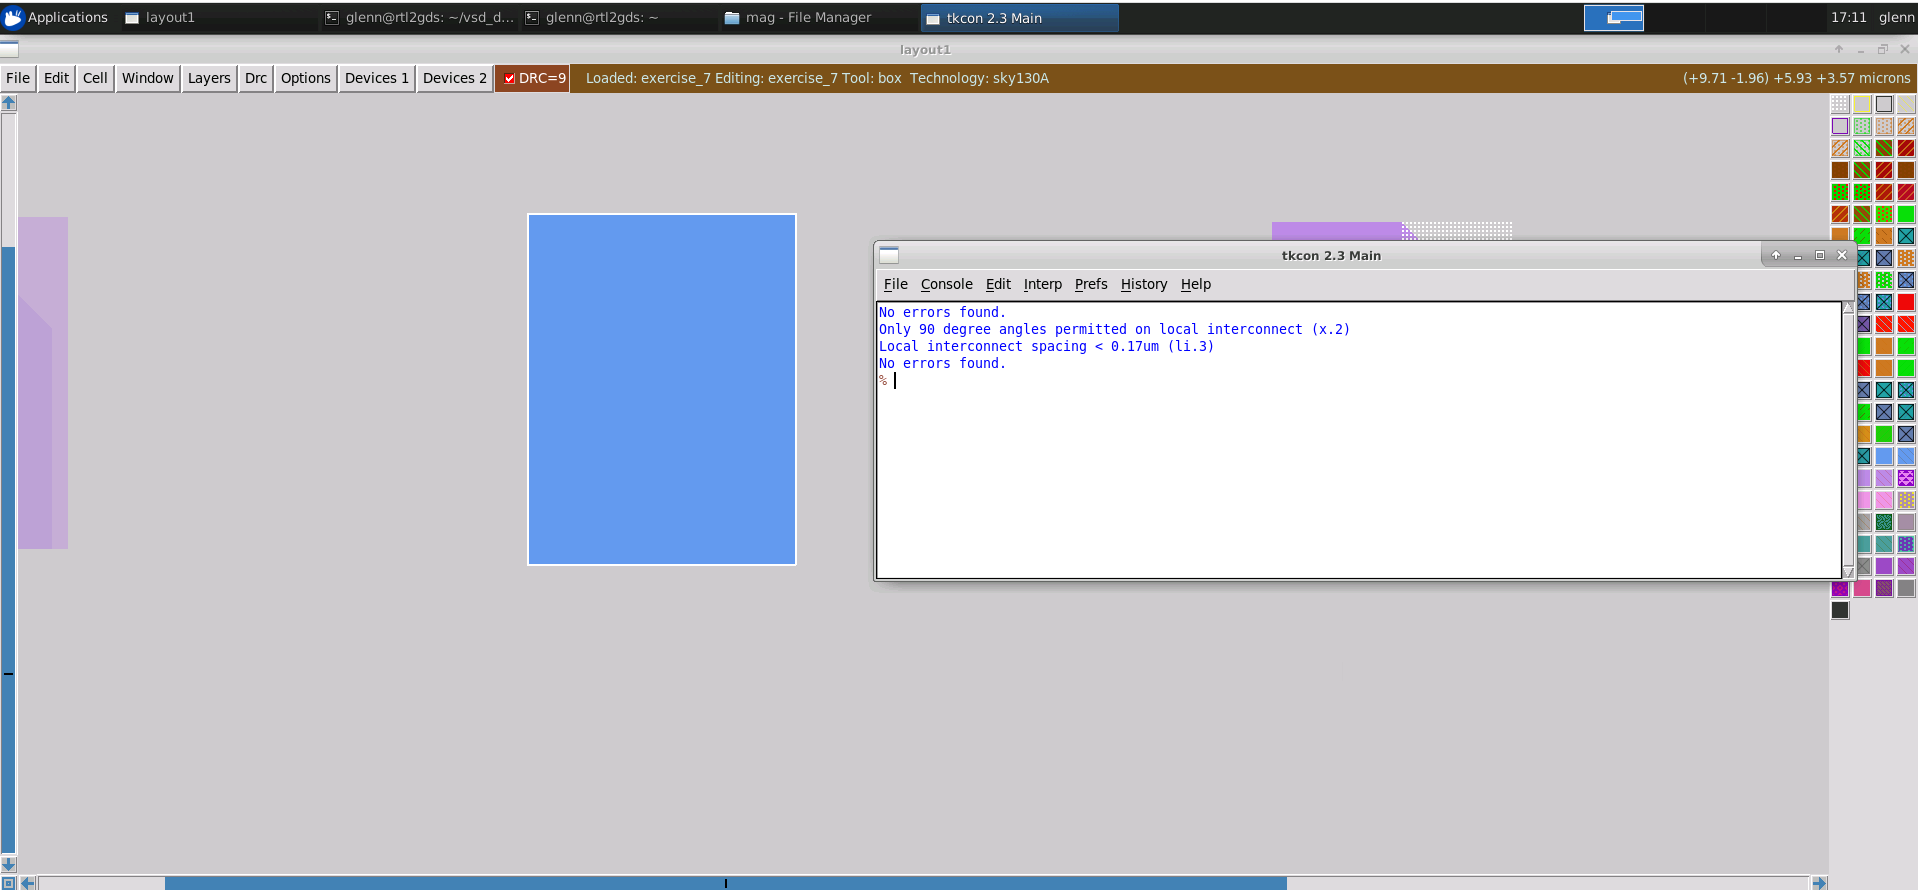 Applications layout1 glenn@rtl2gds: ~/vsd_d... glenn@rtl2gds: ~ mag - File Manager tkcon 2.3 Main 17:11 glenn
layout1
File Edit Cell Window Layers Drc Options Devices 1 Devices 2 DRC=9 Loaded: exercise_7 Editing: exercise_7 Tool: box Technology: sky130A (+9.71 -1.96) +5.93 +3.57 microns
tkcon 2.3 Main
File Console Edit Interp Prefs History Help
No errors found.
Only 90 degree angles permitted on local interconnect (x.2)
Local interconnect spacing < 0.17um (li.3)
No errors found.
%